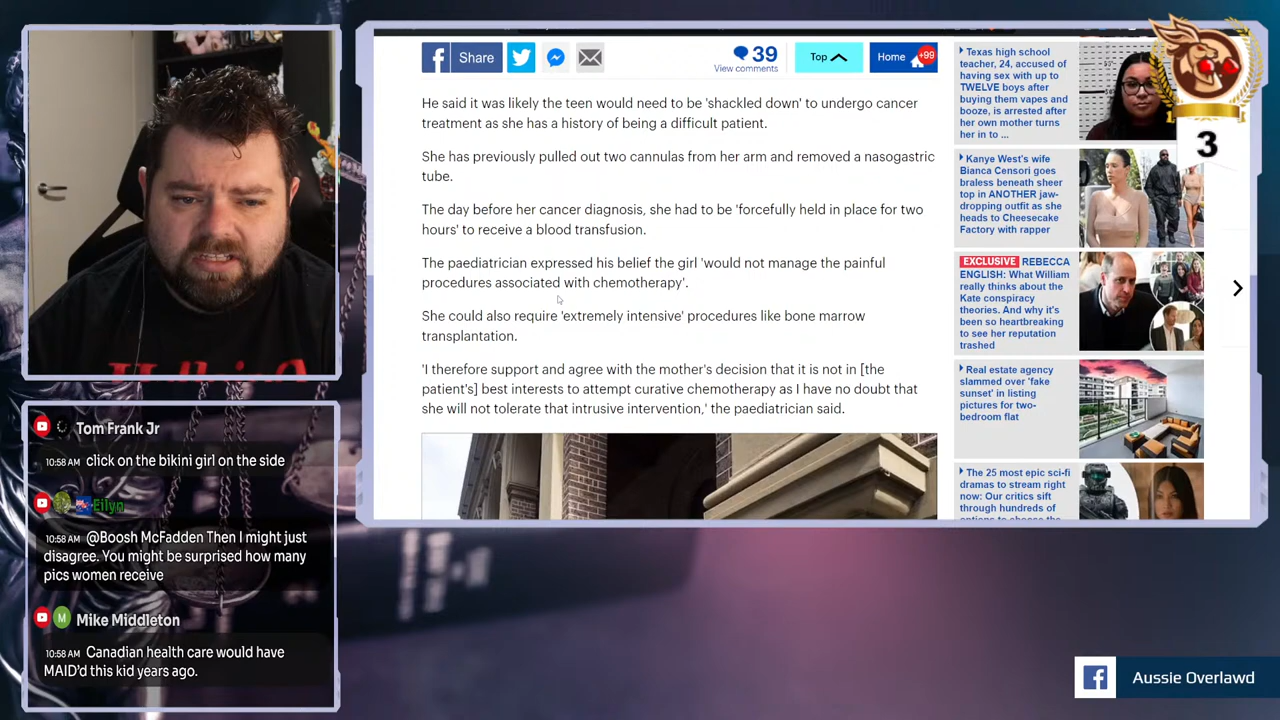 Share
39
View comments
Top
Home
+99
He said it was likely the teen would need to be 'shackled down' to undergo cancer
treatment as she has a history of being a difficult patient.
She has previously pulled out two cannulas from her arm and removed a nasogastric
tube.
The day before her cancer diagnosis, she had to be 'forcefully held in place for two
hours' to receive a blood transfusion.
The paediatrician expressed his belief the girl 'would not manage the painful
procedures associated with chemotherapy'.
She could also require 'extremely intensive' procedures like bone marrow
transplantation.
'I therefore support and agree with the mother's decision that it is not in [the
patient's] best interests to attempt curative chemotherapy as I have no doubt that
she will not tolerate that intrusive intervention,' the paediatrician said.
Texas high school
teacher, 24, accused of
having sex with up to
TWELVE boys after
buying them vapes and
booze, is arrested after
her own mother turns
her in to ...
Kanye West's wife
Bianca Censori goes
braless beneath sheer
top in ANOTHER jaw-
dropping outfit as she
heads to Cheesecake
Factory with rapper
EXCLUSIVE REBECCA
ENGLISH: What William
really thinks about the
Kate conspiracy
theories. And why it's
been so heartbreaking
to see her reputation
trashed
Real estate agency
slammed over 'fake
sunset' in listing
pictures for two-
bedroom flat
The 25 most epic sci-fi
dramas to stream right
now: Our critics sift
through hundreds of
3
Tom Frank Jr
10:58 AM click on the bikini girl on the side
Eilyn
10:58 AM @Boosh McFadden Then I might just
disagree. You might be surprised how many
pics women receive
M Mike Middleton
10:58 AM Canadian health care would have
MAID'd this kid years ago.
Aussie Overlawd